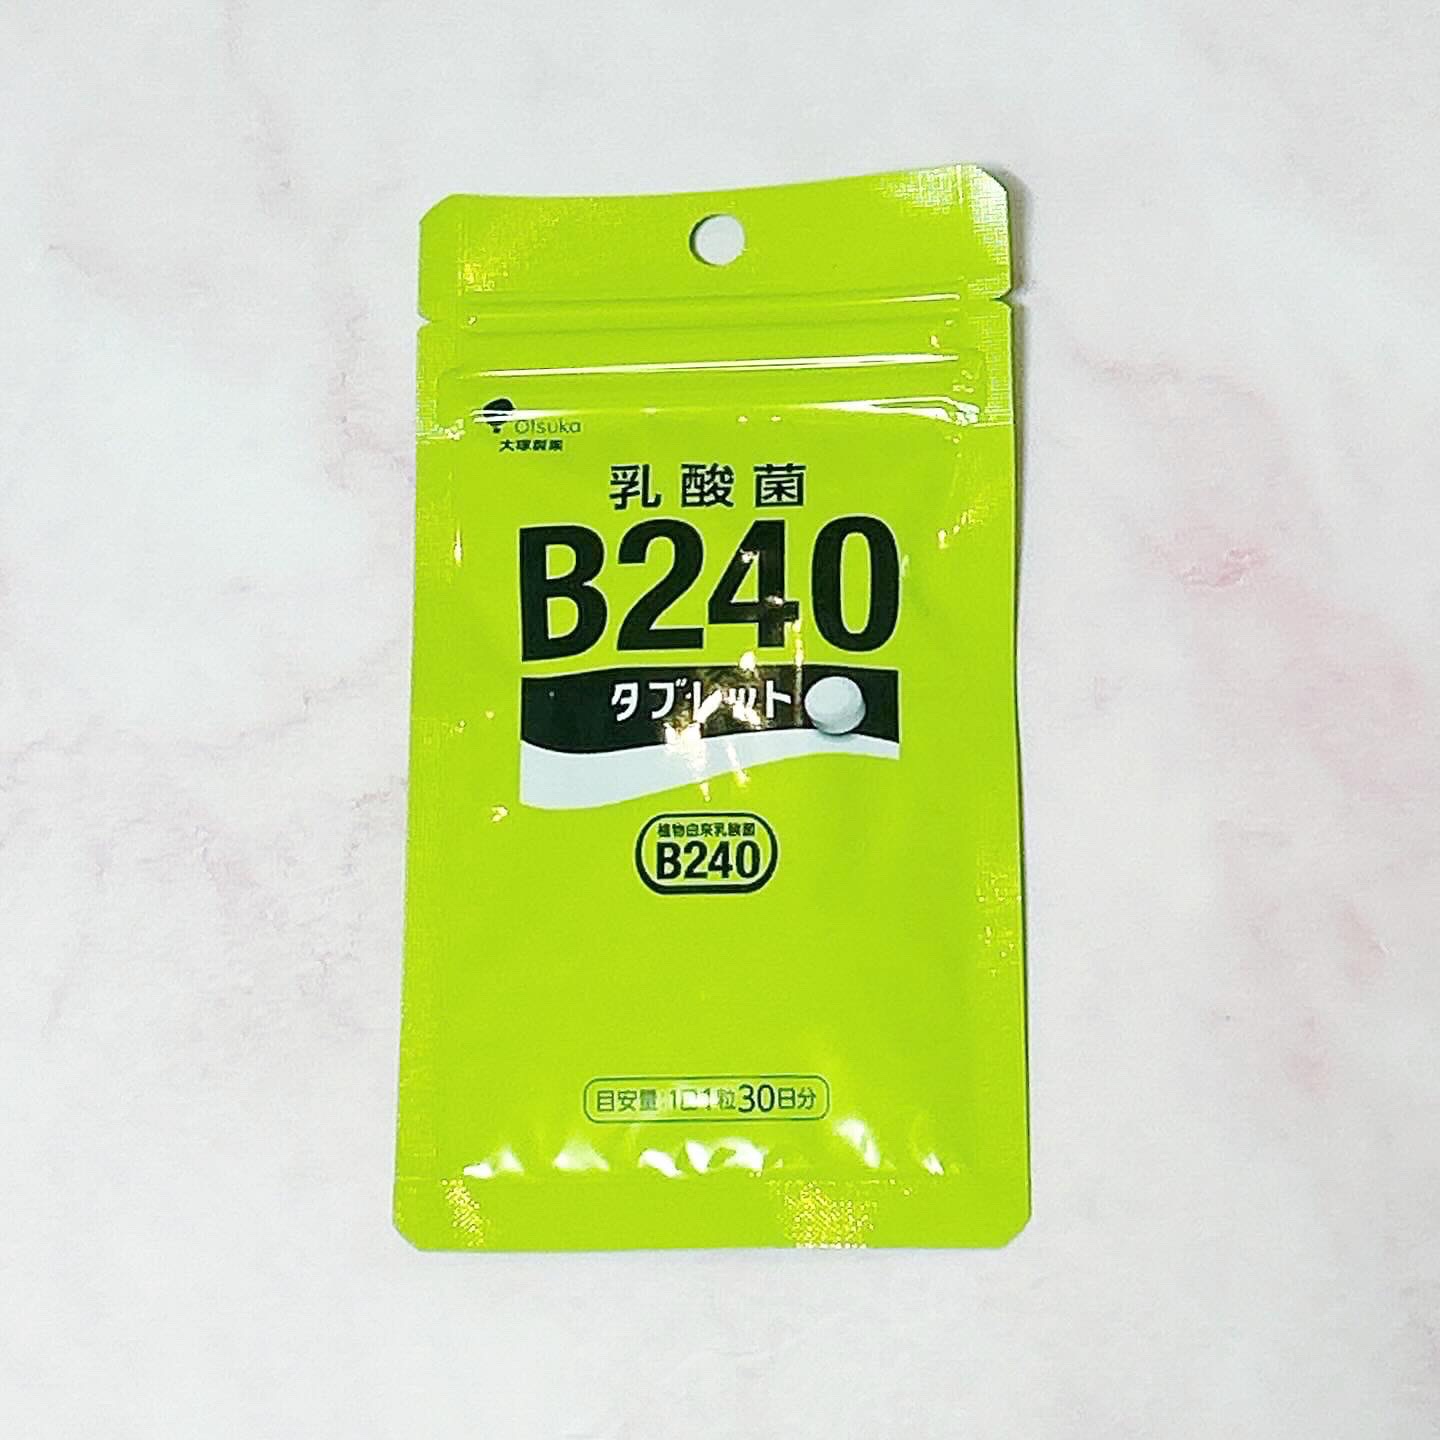 Otsuka
大塚製薬
乳酸菌
B240
タブレット
植物由来乳酸菌
B240
目安量 1日1粒30日分